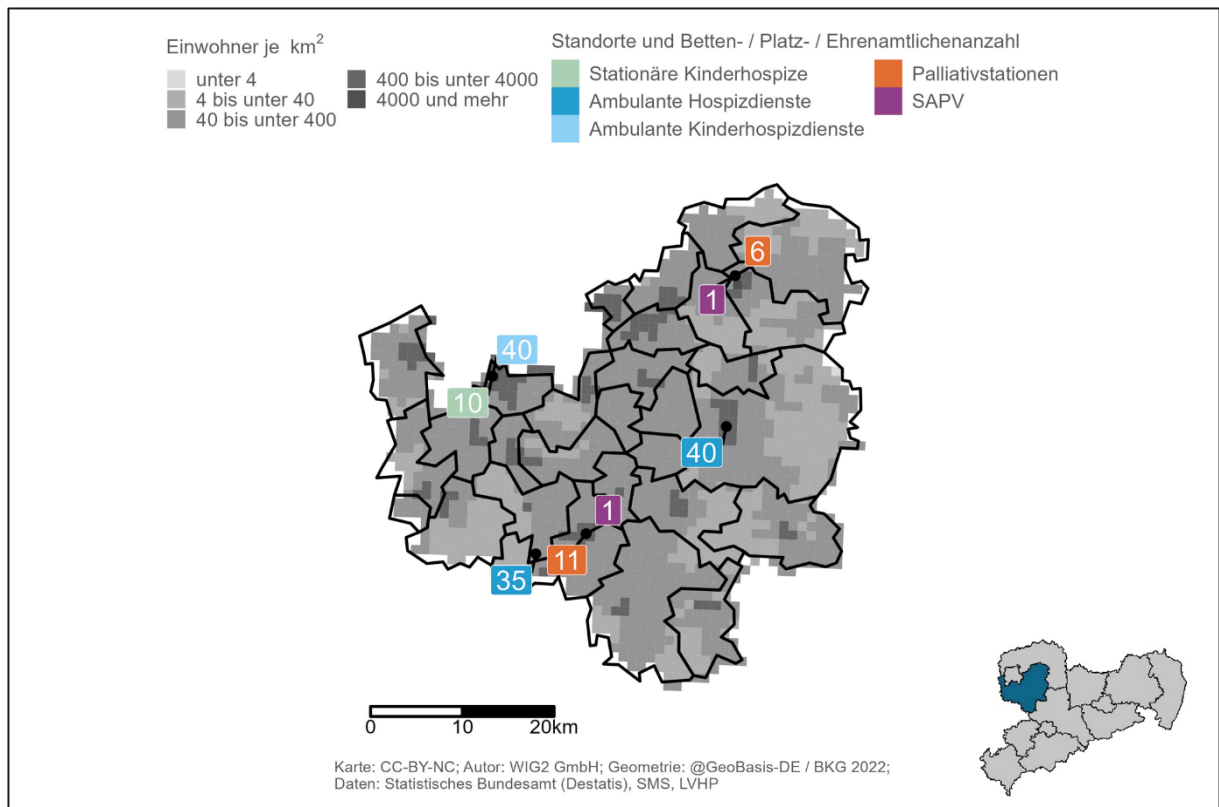 Einwohner je km²
unter 4
4 bis unter 40
40 bis unter 400
400 bis unter 4000
4000 und mehr
Standorte und Betten- / Platz- / Ehrenamtlichenanzahl
Stationäre Kinderhospize
Ambulante Hospizdienste
Ambulante Kinderhospizdienste
Palliativstationen
SAPV
6
1
40
10
40
1
11
35
0 10 20km
Karte: CC-BY-NC; Autor: WIG2 GmbH; Geometrie: @GeoBasis-DE / BKG 2022;
Daten: Statistisches Bundesamt (Destatis), SMS, LVHP